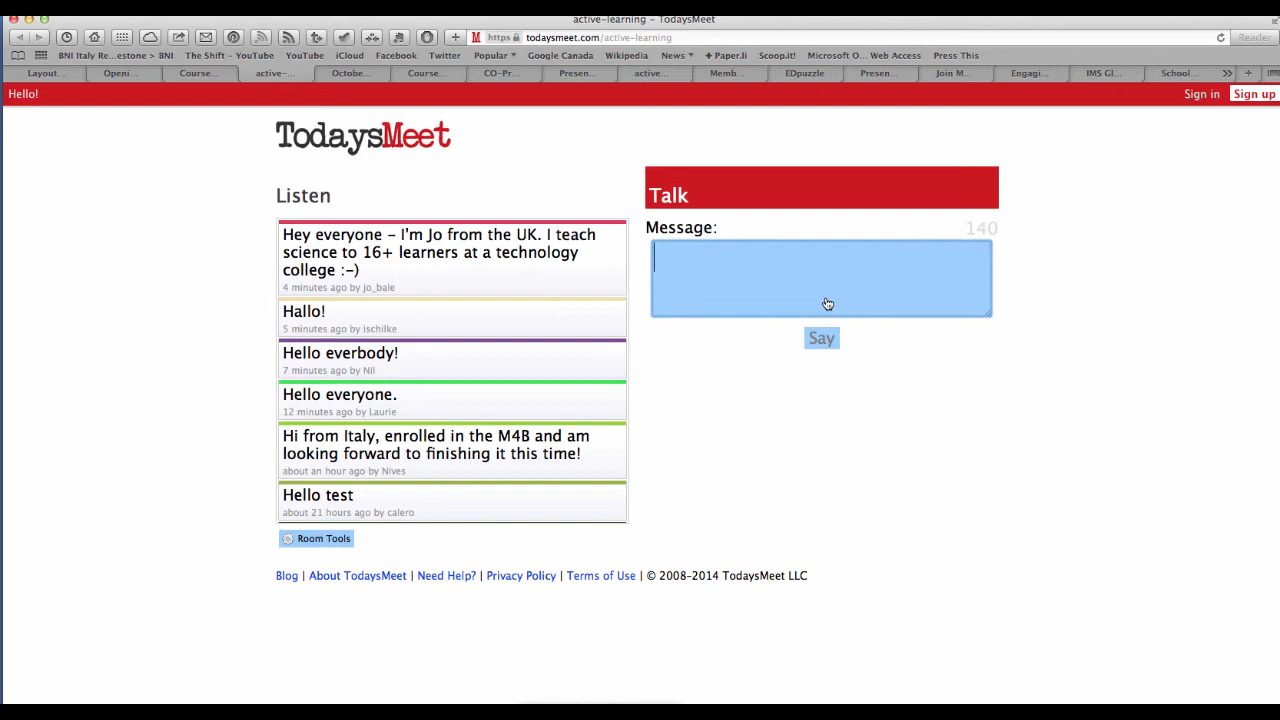 active-learning – TodaysMeet
https todaysmeet.com/active-learning Reader
BNI Italy Re...estone > BNI The Shift - YouTube YouTube iCloud Facebook Twitter Popular Google Canada Wikipedia News + Paper.li Scoop.it! Microsoft O... Web Access Press This
Layout... Openi... Course... active-... Octobe... Course... CO-Pr... Presen... active... Memb... EDpuzzle Presen... Join M... Engagi... IMS Gl... School... >> +
Hello! Sign in Sign up
TodaysMeet
Listen
Hey everyone – I'm Jo from the UK. I teach
science to 16+ learners at a technology
college :-)
4 minutes ago by jo_bale
Hallo!
5 minutes ago by ischilke
Hello everbody!
7 minutes ago by Nil
Hello everyone.
12 minutes ago by Laurie
Hi from Italy, enrolled in the M4B and am
looking forward to finishing it this time!
about an hour ago by Nives
Hello test
about 21 hours ago by calero
Room Tools
Talk
Message: 140
Say
Blog | About TodaysMeet | Need Help? | Privacy Policy | Terms of Use | © 2008-2014 TodaysMeet LLC